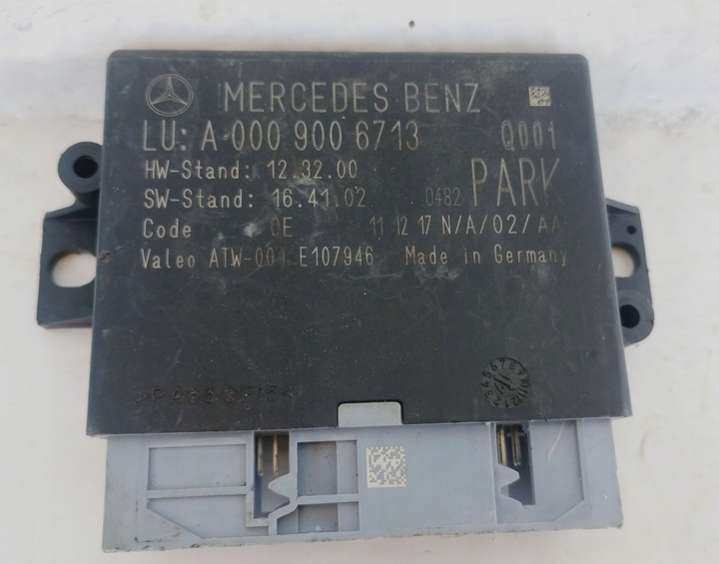 MERCEDES BENZ
LU: A 000 900 6713 Q001
HW-Stand: 12.32.00
SW-Stand: 16.41.02 0482 PARK
Code 0E 11 12 17 N/A/02/AA
Valeo ATW-001 E107946 Made in Germany